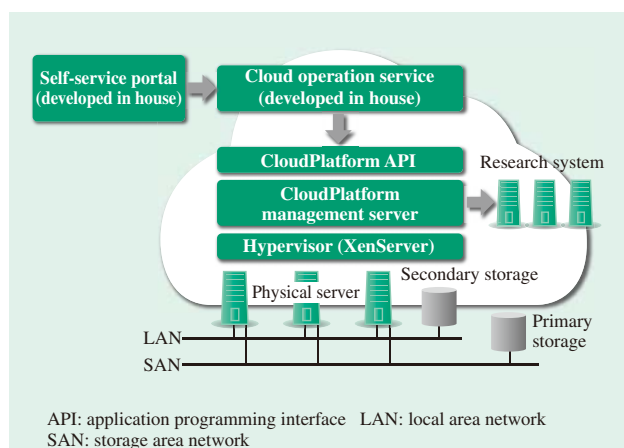 Self-service portal
(developed in house)
Cloud operation service
(developed in house)
CloudPlatform API
Research system
CloudPlatform
management server
Hypervisor (XenServer)
Secondary storage
Physical server
Primary
storage
LAN
SAN
API: application programming interface LAN: local area network
SAN: storage area network